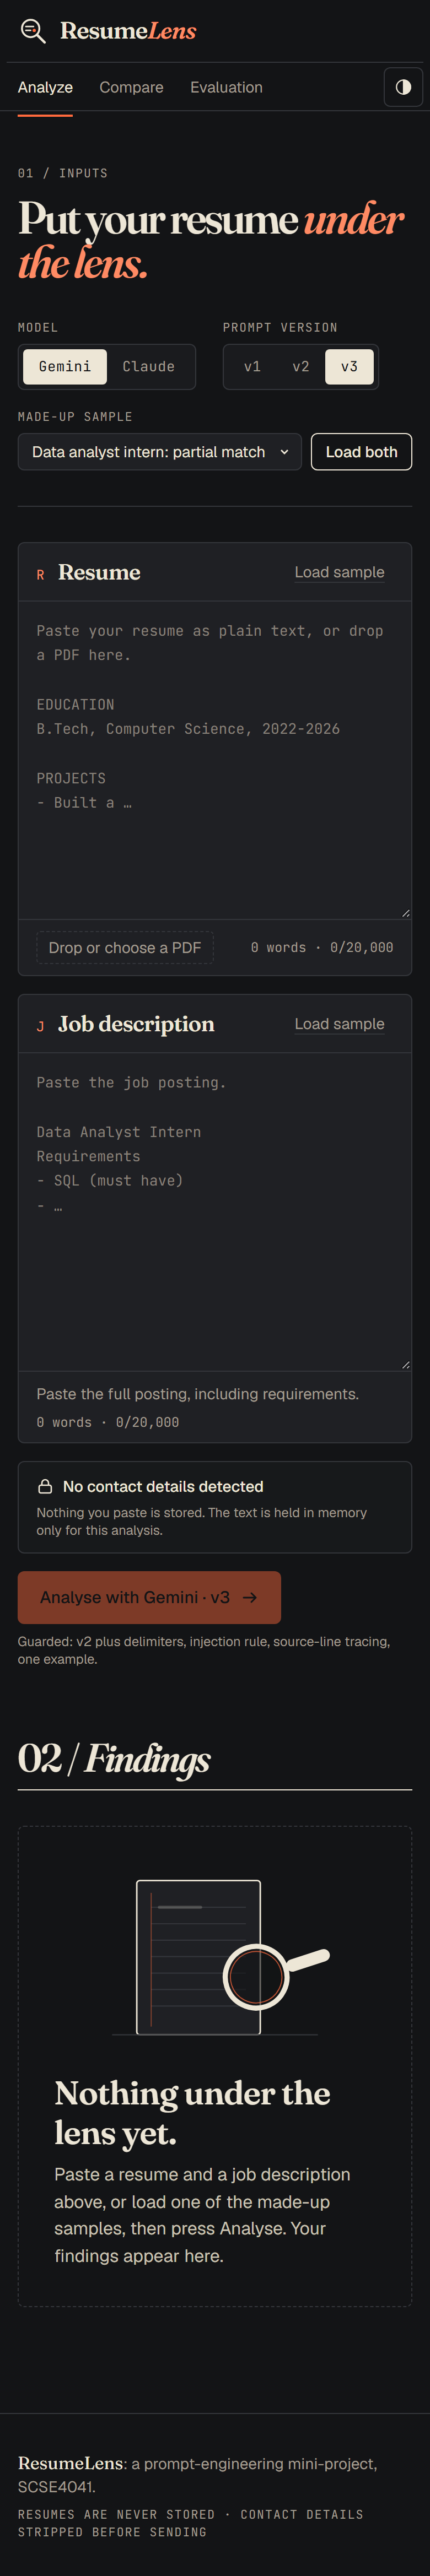 ResumeLens
Analyze Compare Evaluation
01 / INPUTS
Put your resume under
the lens.
MODEL PROMPT VERSION
Gemini Claude v1 v2 v3
MADE-UP SAMPLE
Data analyst intern: partial match Load both
R Resume Load sample
Paste your resume as plain text, or drop
a PDF here.
EDUCATION
B.Tech, Computer Science, 2022-2026
PROJECTS
- Built a …
Drop or choose a PDF 0 words · 0/20,000
J Job description Load sample
Paste the job posting.
Data Analyst Intern
Requirements
- SQL (must have)
- …
Paste the full posting, including requirements.
0 words · 0/20,000
No contact details detected
Nothing you paste is stored. The text is held in memory
only for this analysis.
Analyse with Gemini · v3 →
Guarded: v2 plus delimiters, injection rule, source-line tracing,
one example.
02 / Findings
Nothing under the
lens yet.
Paste a resume and a job description
above, or load one of the made-up
samples, then press Analyse. Your
findings appear here.
ResumeLens: a prompt-engineering mini-project,
SCSE4041.
RESUMES ARE NEVER STORED · CONTACT DETAILS
STRIPPED BEFORE SENDING